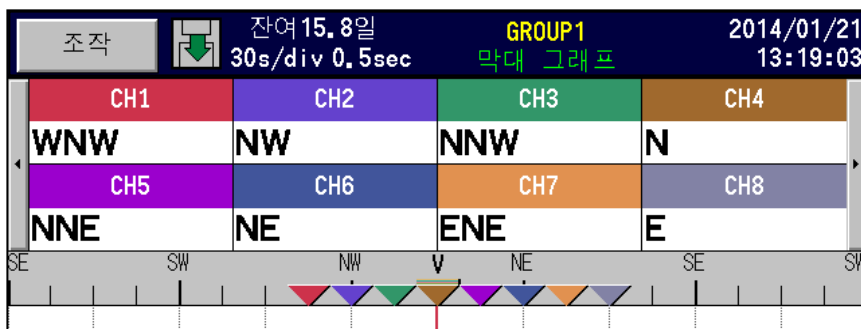 조작 잔여15.8일 GROUP1 2014/01/21
30s/div 0.5sec 막대 그래프 13:19:03
CH1 CH2 CH3 CH4
WNW NW NNW N
CH5 CH6 CH7 CH8
NNE NE ENE E
SE SW NW V NE SE SW